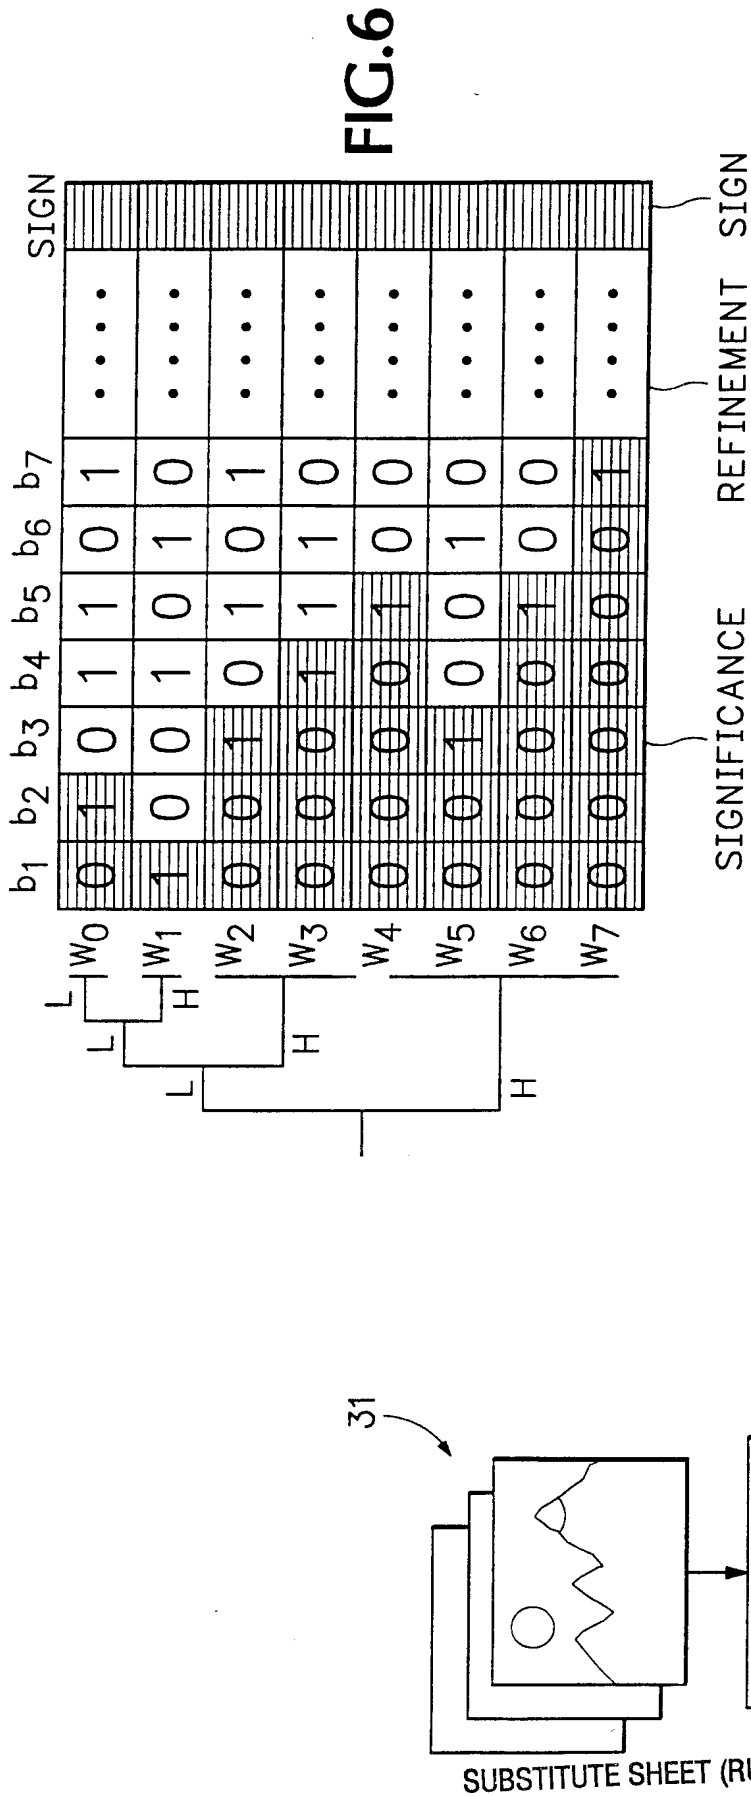 b1 b2 b3 b4 b5 b6 b7 SIGN
L W0 0 1 0 1 1 0 1 • • • •
L H W1 1 0 0 1 0 1 0 • • • •
L W2 0 0 1 0 1 0 1 • • • •
H W3 0 0 0 1 1 1 0 • • • •
W4 0 0 0 0 1 0 0 • • • •
W5 0 0 1 0 0 1 0 • • • •
H W6 0 0 0 0 1 0 0 • • • •
W7 0 0 0 0 0 0 1 • • • •
SIGNIFICANCE REFINEMENT SIGN
FIG.6
31
SUBSTITUTE SHEET (RU